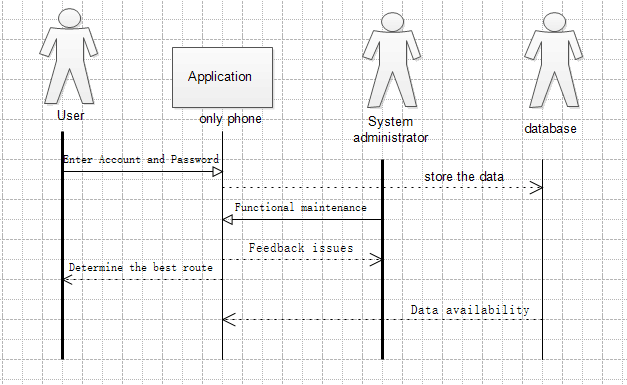 Application
User
only phone
System
administrator
database
Enter Account and Password
store the data
Functional maintenance
Feedback issues
Determine the best route
Data availability